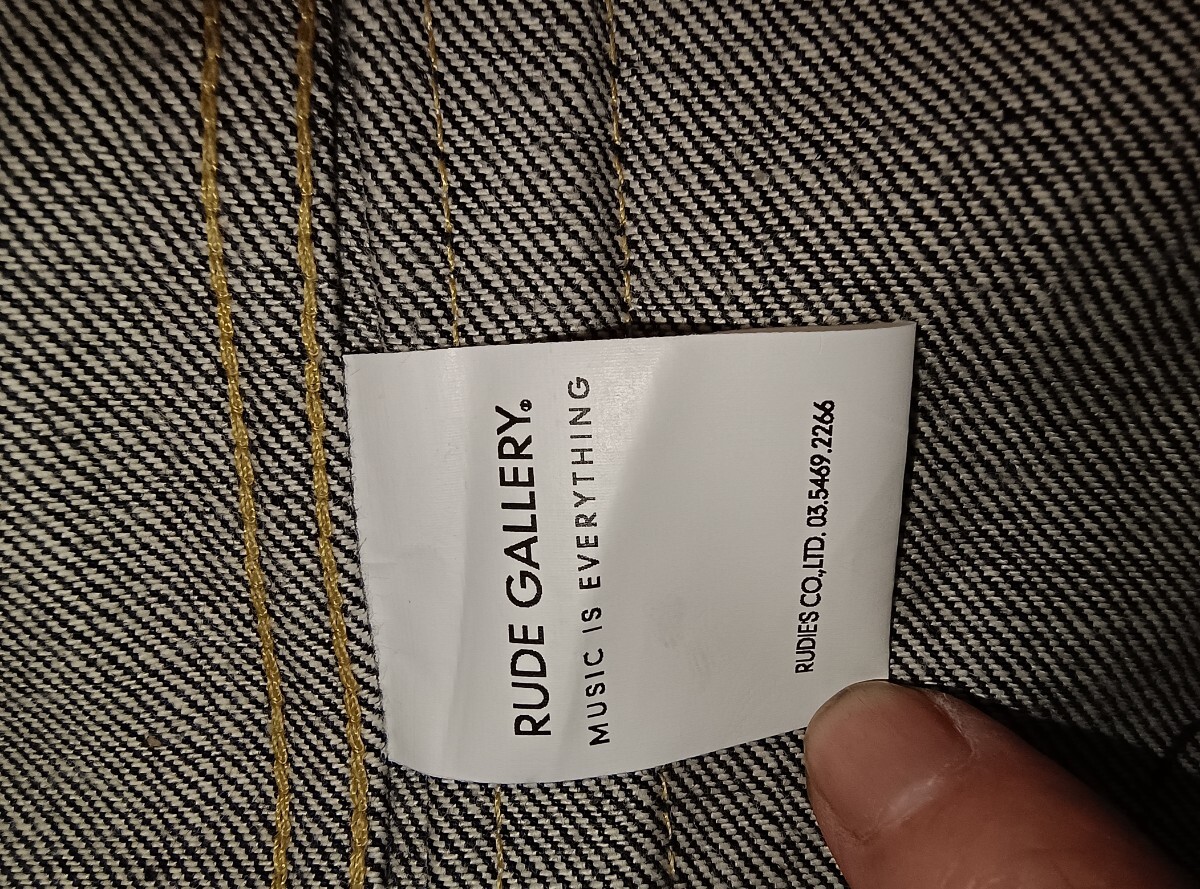 RUDE GALLERY®
MUSIC IS EVERYTHING
RUDIES CO.,LTD. 03.5469.2266